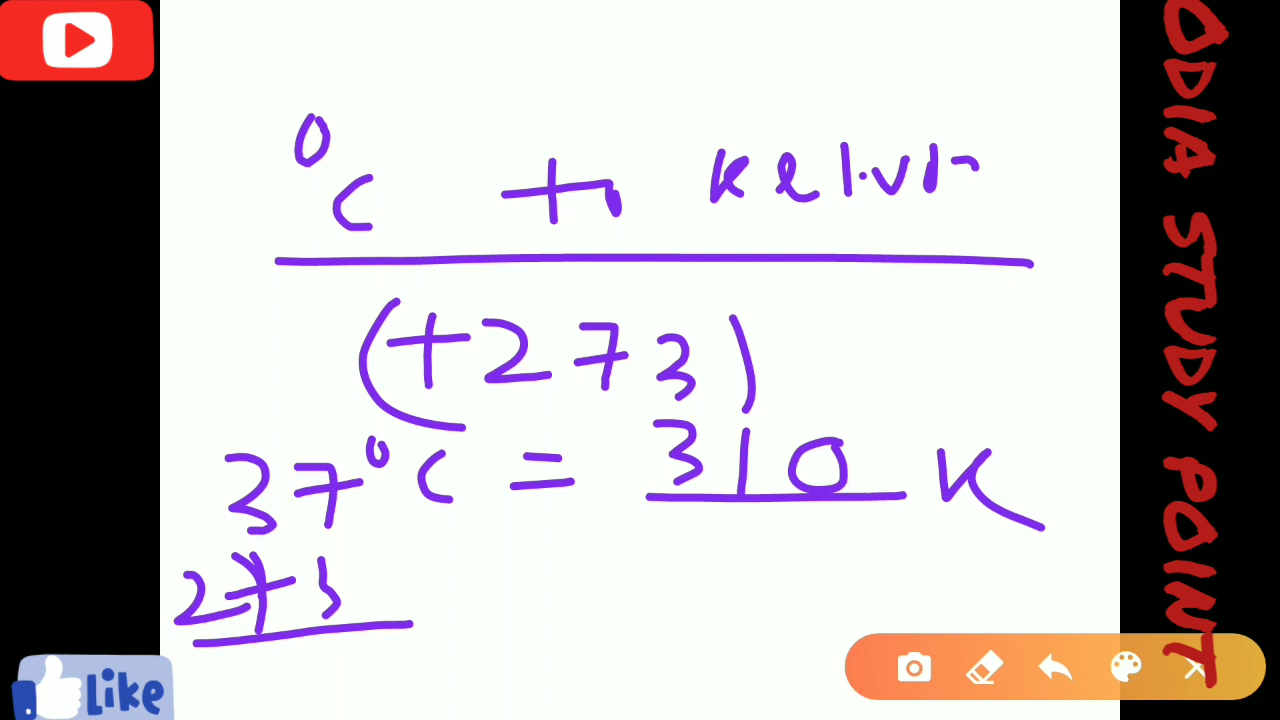 °C to Kelvin
(+273)
37°C = 310 K
273
LIKE
ODIA STUDY POINT